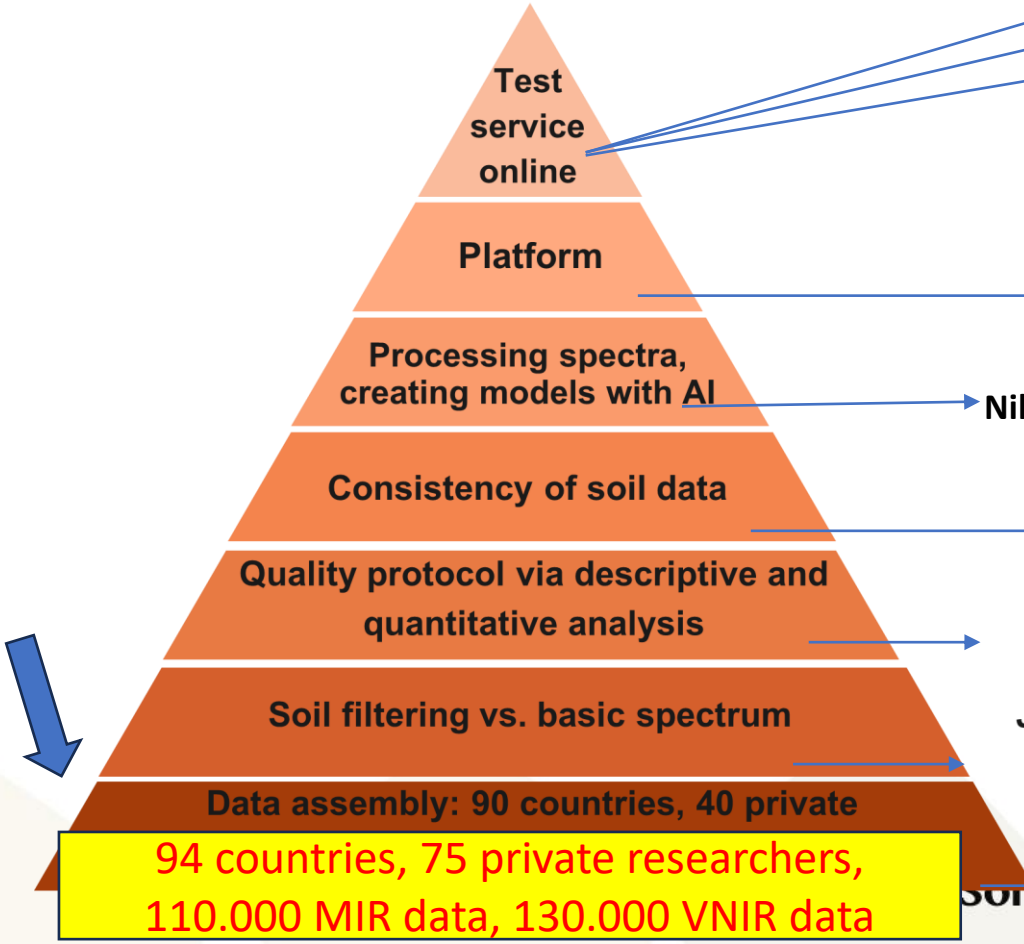 Test
service
online
Platform
Processing spectra,
creating models with AI
Consistency of soil data
Quality protocol via descriptive and
quantitative analysis
Soil filtering vs. basic spectrum
Data assembly: 90 countries, 40 private
94 countries, 75 private researchers,
110.000 MIR data, 130.000 VNIR data